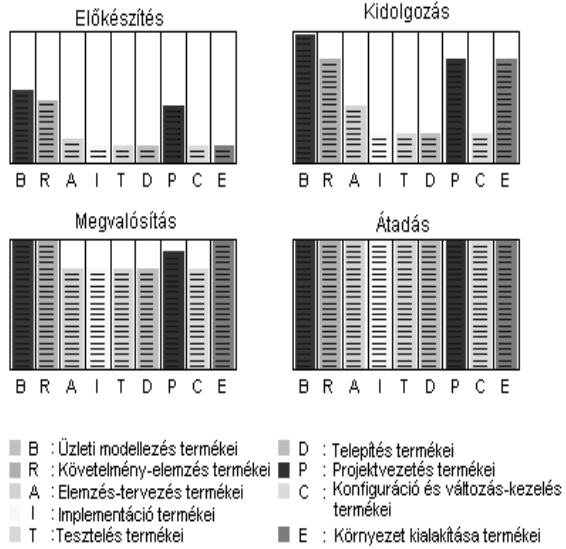 Előkészítés
Kidolgozás
B R A I T D P C E
B R A I T D P C E
Megvalósítás
Átadás
B R A I T D P C E
B R A I T D P C E
B : Üzleti modellezés termékei
R : Követelmény-elemzés termékei
A : Elemzés-tervezés termékei
I : Implementáció termékei
T : Tesztelés termékei
D : Telepítés termékei
P : Projektvezetés termékei
C : Konfiguráció és változás-kezelés
termékei
E : Környezet kialakítása termékei